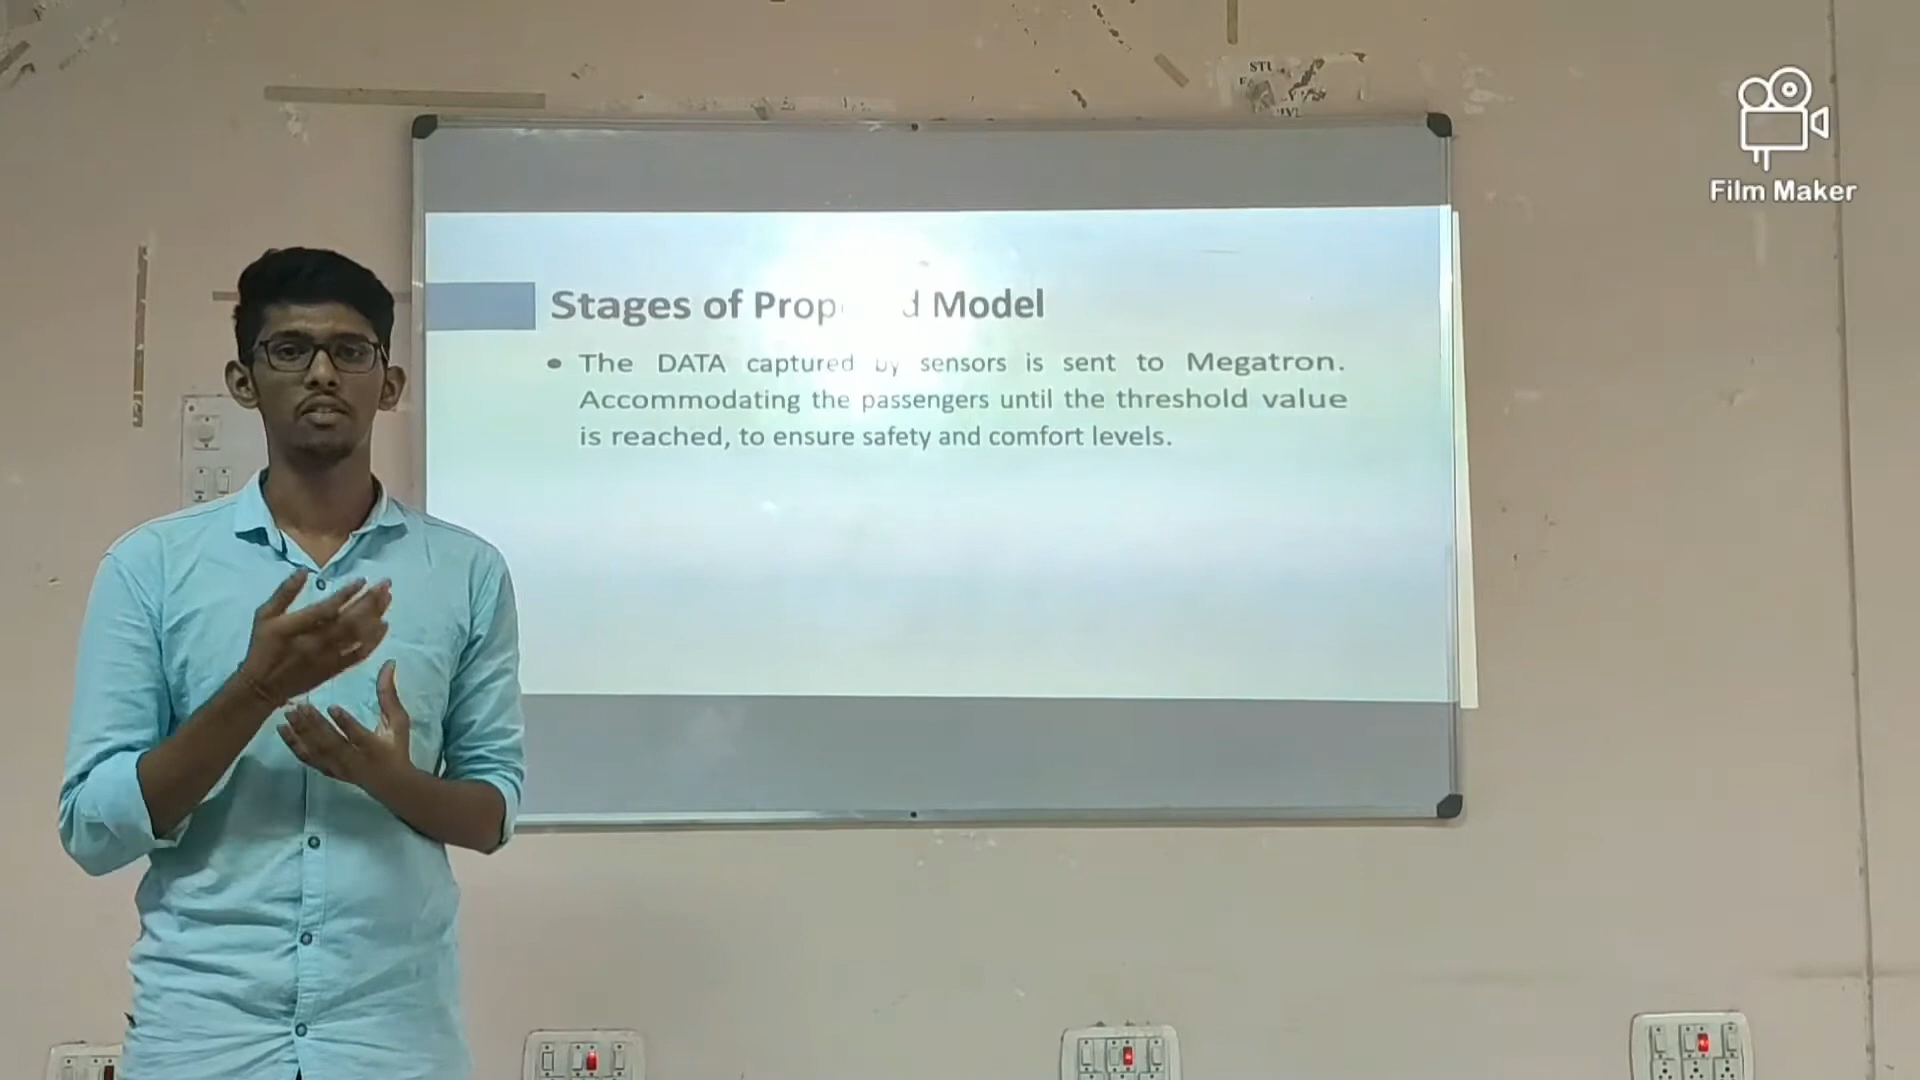 STU
Film Maker
Stages of Model
The DATA captured by sensors is sent to Megatron.
Accommodating the passengers until the threshold value
is reached, to ensure safety and comfort levels.